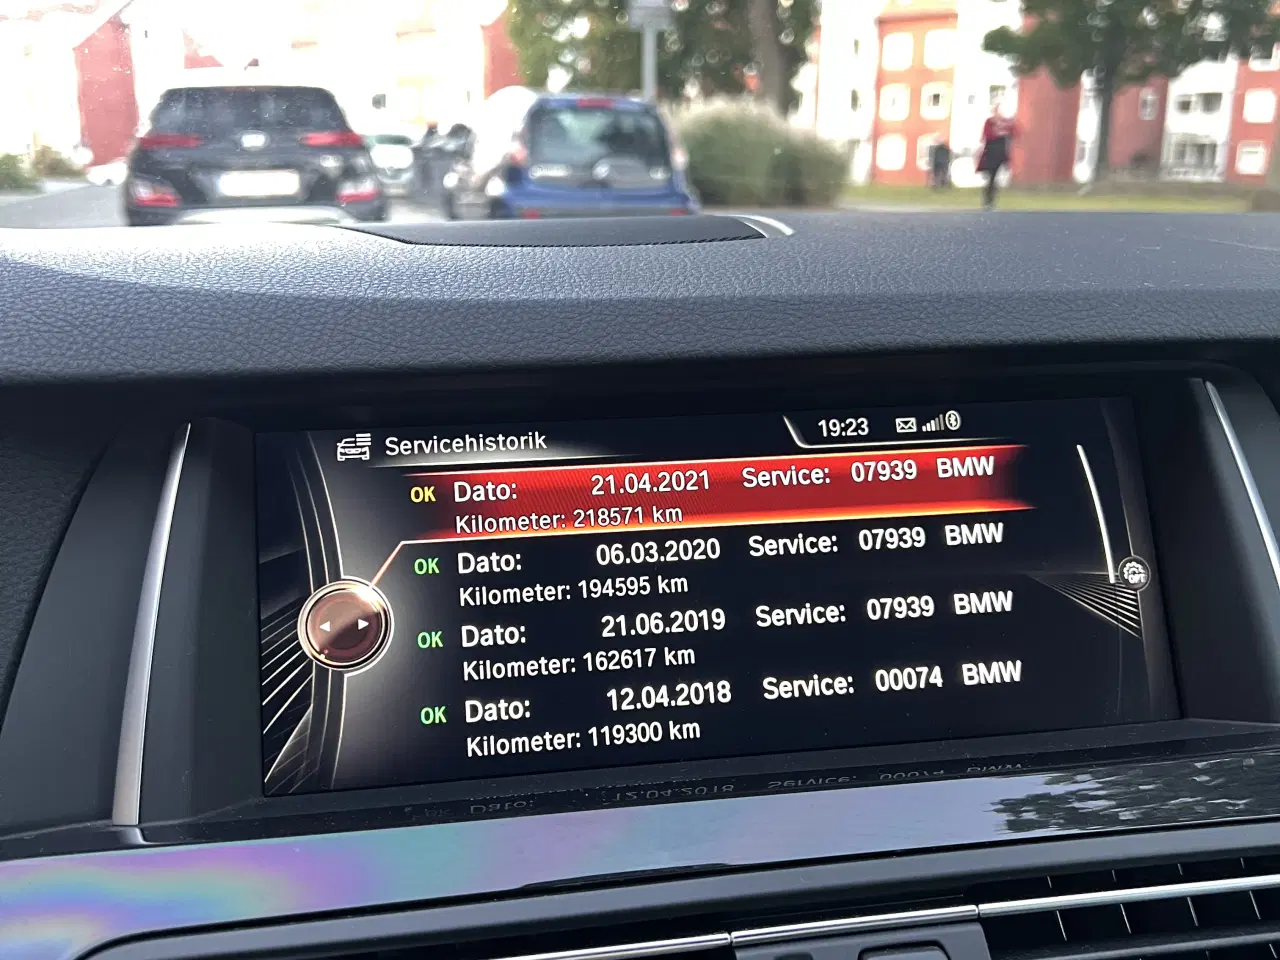 Servicehistorik 19:23
OK Dato: 21.04.2021 Service: 07939 BMW
Kilometer: 218571 km
OK Dato: 06.03.2020 Service: 07939 BMW
Kilometer: 194595 km
OK Dato: 21.06.2019 Service: 07939 BMW
Kilometer: 162617 km
OK Dato: 12.04.2018 Service: 00074 BMW
Kilometer: 119300 km
OPT